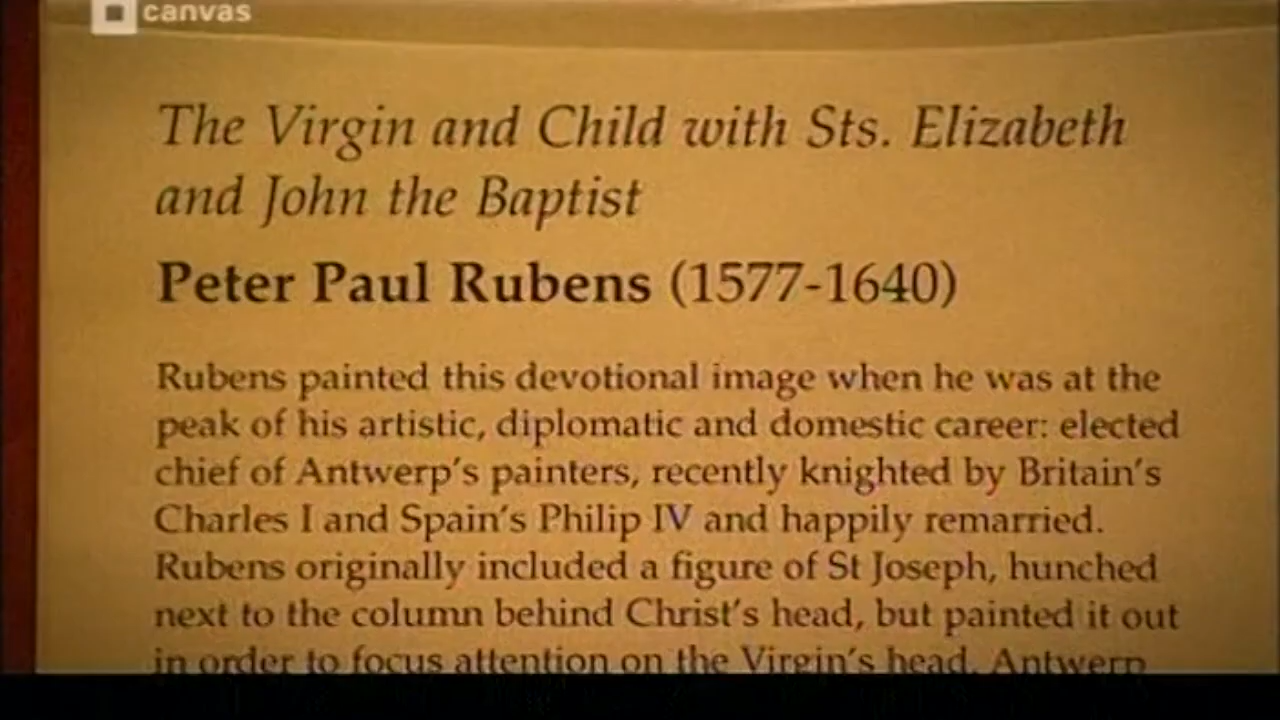 canvas
The Virgin and Child with Sts. Elizabeth
and John the Baptist
Peter Paul Rubens (1577-1640)
Rubens painted this devotional image when he was at the
peak of his artistic, diplomatic and domestic career: elected
chief of Antwerp's painters, recently knighted by Britain's
Charles I and Spain's Philip IV and happily remarried.
Rubens originally included a figure of St Joseph, hunched
next to the column behind Christ's head, but painted it out
in order to focus attention on the Virgin's head. Antwerp